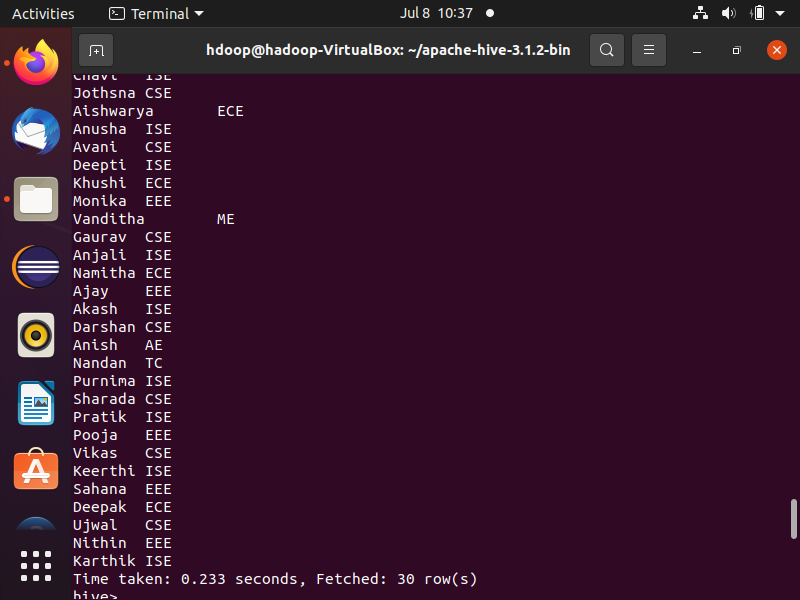 Activities Terminal Jul 8 10:37
hdoop@hadoop-VirtualBox: ~/apache-hive-3.1.2-bin
Chavi ISE
Jothsna CSE
Aishwarya ECE
Anusha ISE
Avani CSE
Deepti ISE
Khushi ECE
Monika EEE
Vanditha ME
Gaurav CSE
Anjali ISE
Namitha ECE
Ajay EEE
Akash ISE
Darshan CSE
Anish AE
Nandan TC
Purnima ISE
Sharada CSE
Pratik ISE
Pooja EEE
Vikas CSE
Keerthi ISE
Sahana EEE
Deepak ECE
Ujwal CSE
Nithin EEE
Karthik ISE
Time taken: 0.233 seconds, Fetched: 30 row(s)
hive>